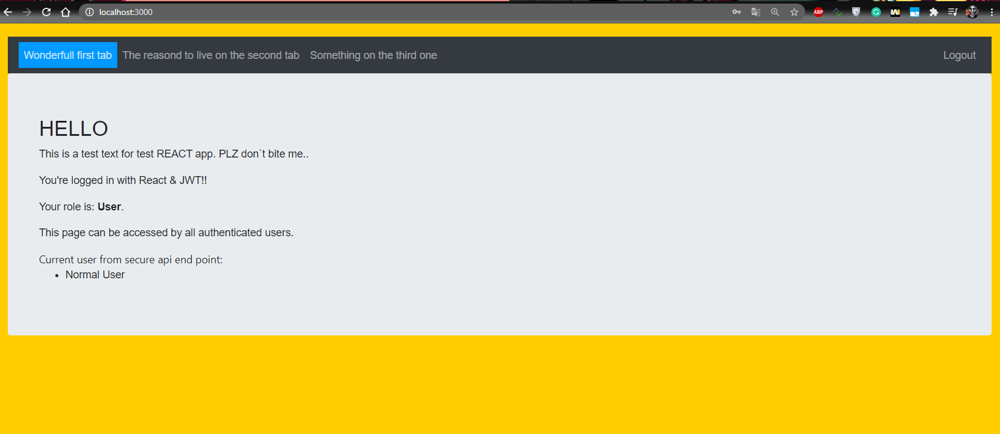 localhost:3000
ABP
Wonderfull first tab The reasond to live on the second tab Something on the third one Logout
HELLO
This is a test text for test REACT app. PLZ don`t bite me..
You're logged in with React & JWT!!
Your role is: User.
This page can be accessed by all authenticated users.
Current user from secure api end point:
• Normal User